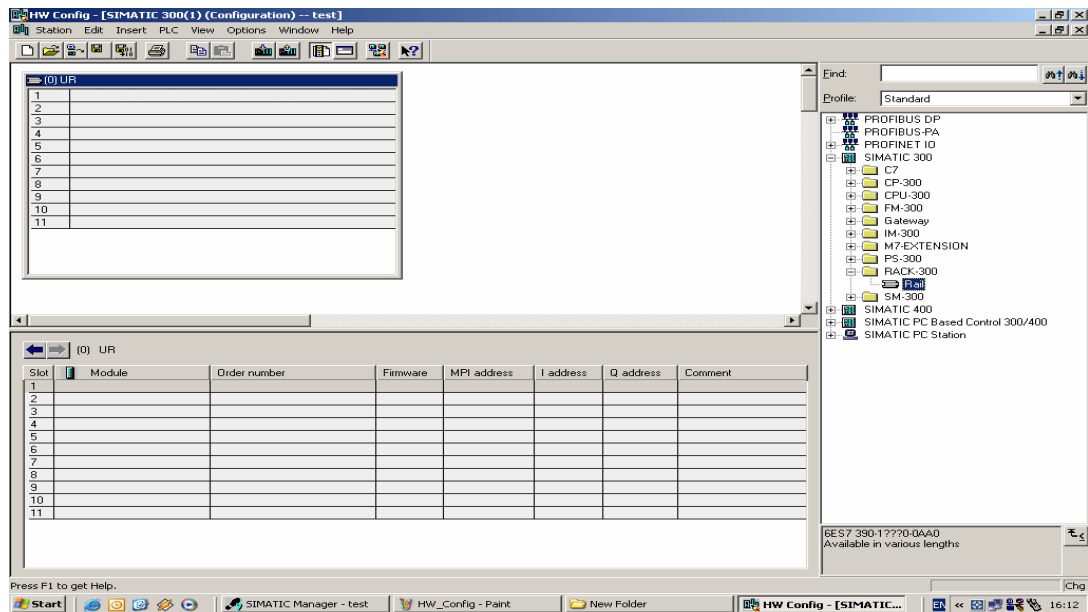 HW Config - [SIMATIC 300(1) (Configuration) -- test]
Station Edit Insert PLC View Options Window Help
(0) UR
1
2
3
4
5
6
7
8
9
10
11
Find:
Profile: Standard
PROFIBUS DP
PROFIBUS-PA
PROFINET IO
SIMATIC 300
C7
CP-300
CPU-300
FM-300
Gateway
IM-300
M7-EXTENSION
PS-300
RACK-300
Rail
SM-300
SIMATIC 400
SIMATIC PC Based Control 300/400
SIMATIC PC Station
(0) UR
Slot Module Order number Firmware MPI address I address Q address Comment
1
2
3
4
5
6
7
8
9
10
11
6ES7 390-1???0-0AA0
Available in various lengths
Press F1 to get Help.
Chg
Start SIMATIC Manager - test HW_Config - Paint New Folder HW Config - [SIMATIC... EN « 16:12